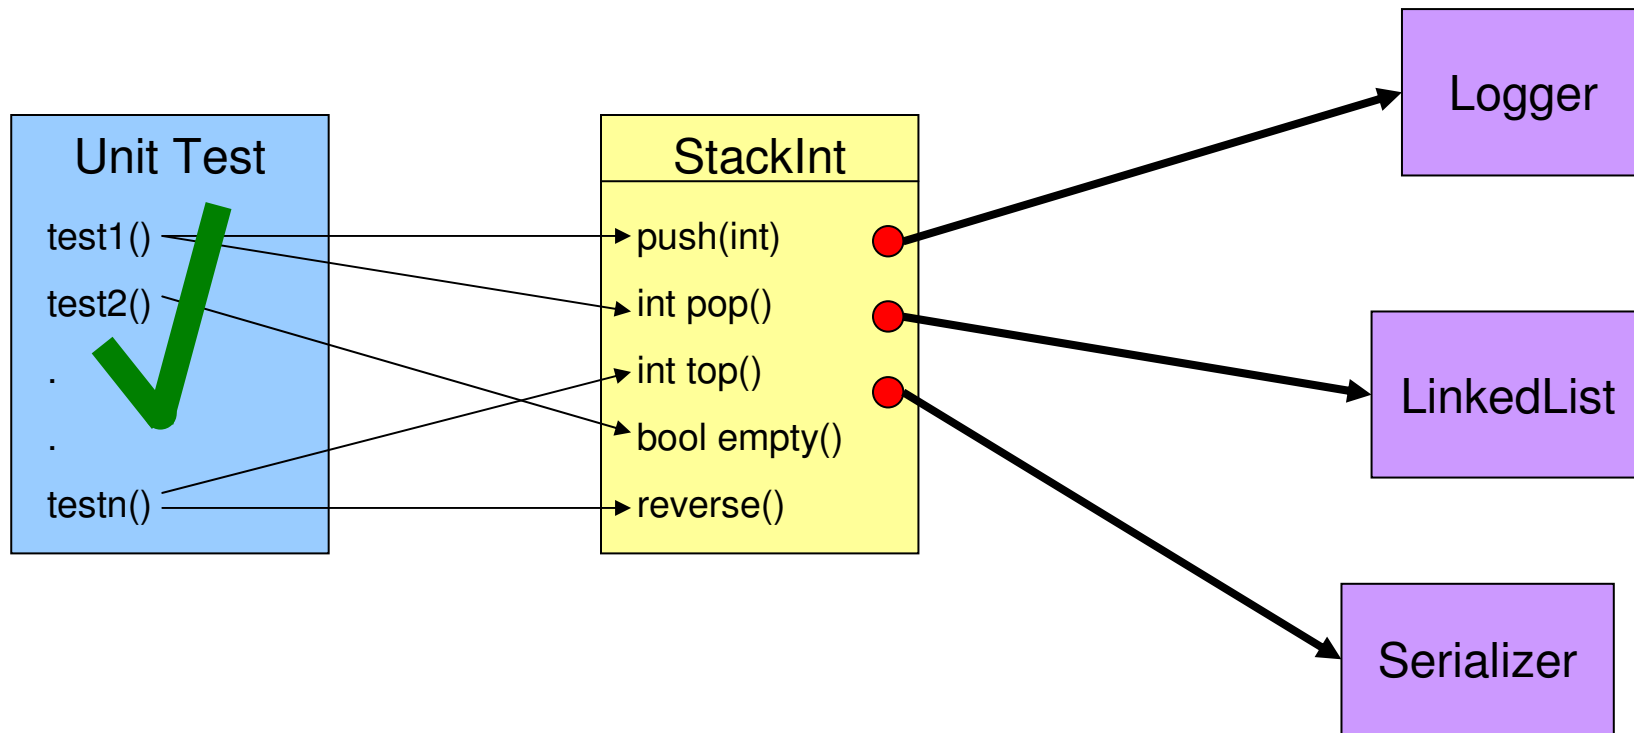 Unit Test
test1()
test2()
.
.
testn()
StackInt
push(int)
int pop()
int top()
bool empty()
reverse()
Logger
LinkedList
Serializer